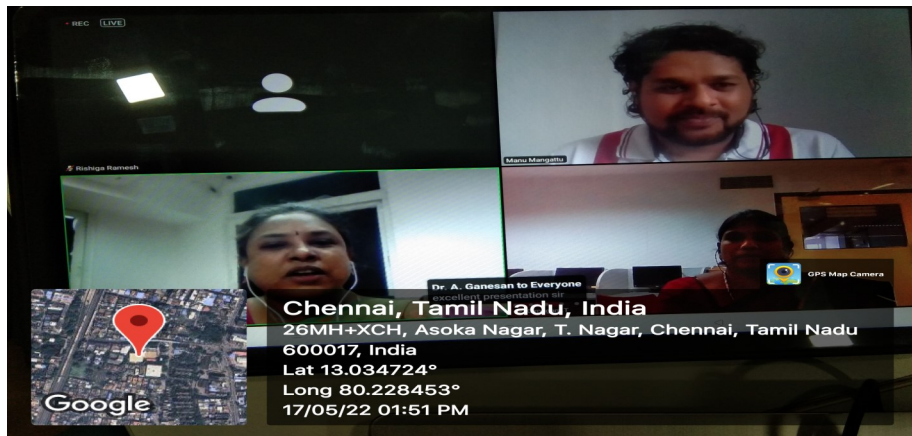 REC LIVE
Rishiga Ramesh
Manu Mangattu
Dr. A. Ganesan to Everyone
excellent presentation sir
GPS Map Camera
Chennai, Tamil Nadu, India
26MH+XCH, Asoka Nagar, T. Nagar, Chennai, Tamil Nadu
600017, India
Lat 13.034724°
Long 80.228453°
17/05/22 01:51 PM
Google